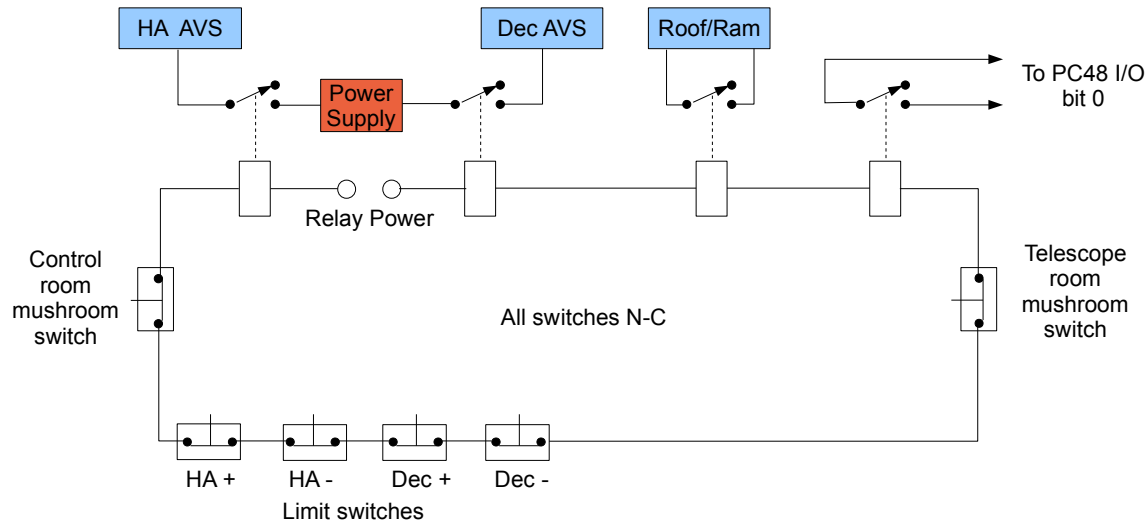 HA AVS
Dec AVS
Roof/Ram
Power
Supply
To PC48 I/O
bit 0
Relay Power
Control
room
mushroom
switch
Telescope
room
mushroom
switch
All switches N-C
HA +
HA -
Dec +
Dec -
Limit switches